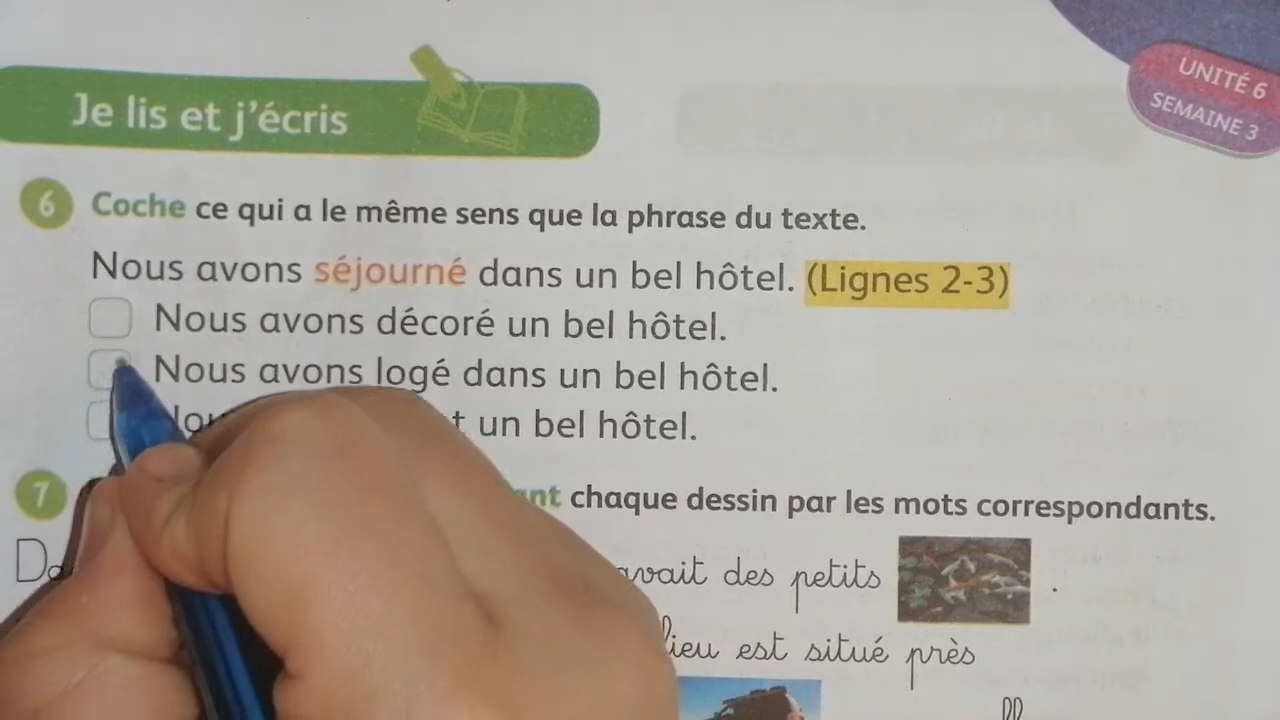 UNITÉ 6
SEMAINE 3
Je lis et j'écris
6 Coche ce qui a le même sens que la phrase du texte.
Nous avons séjourné dans un bel hôtel. (Lignes 2-3)
Nous avons décoré un bel hôtel.
Nous avons logé dans un bel hôtel.
un bel hôtel.
7 chaque dessin par les mots correspondants.
avait des petits .
lieu est situé près